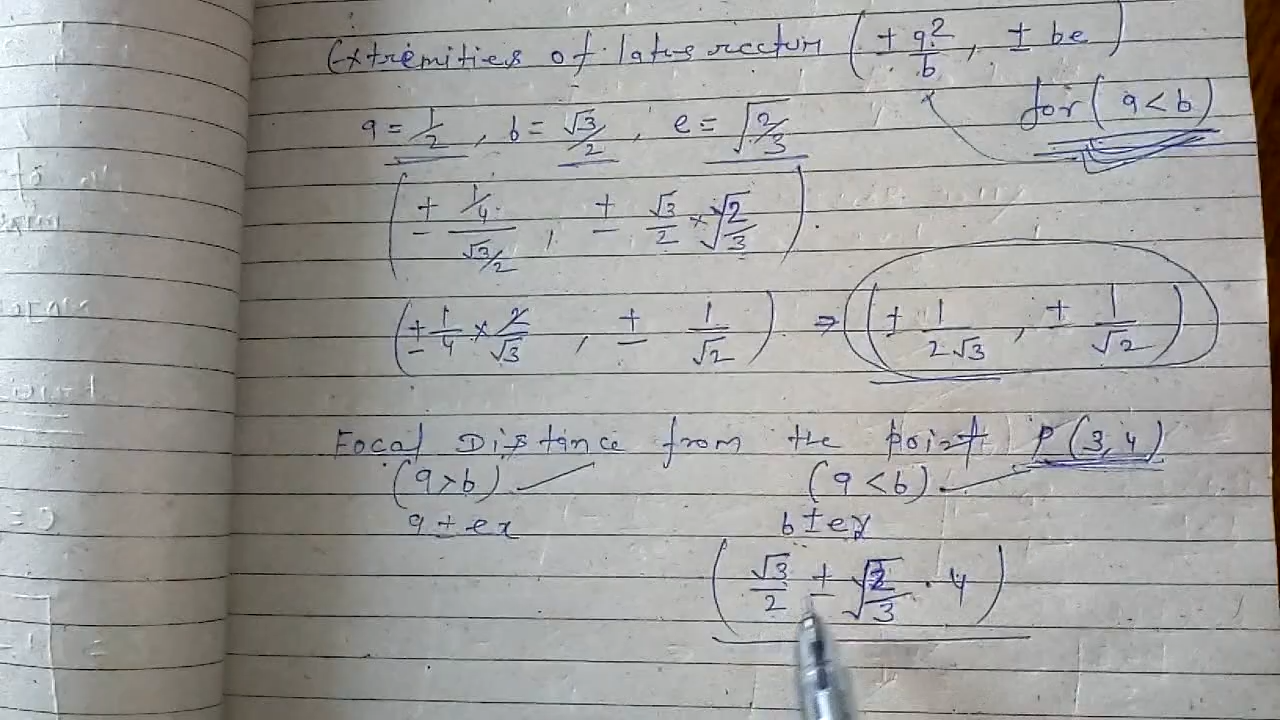 Extremities of latus rectum (± a²/b, ± be)
for (a < b)
a = 1/2, b = √3/2, e = √2/3
(± 1/4 / √3/2, ± √3/2 × √2/3).
(± 1/4 × 2/√3, ± 1/√2) ⇒ (± 1/2√3, ± 1/√2)
Focal Distance from the point P(3,4)
(a>b) (a<b)
a ± ex b ± ey
(√3/2 ± √2/3 · 4)